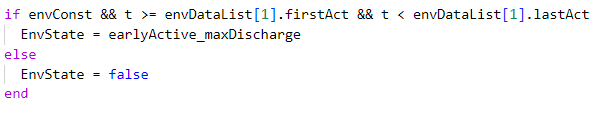 if envConst && t >= envDataList[1].firstAct && t < envDataList[1].lastAct
EnvState = earlyActive_maxDischarge
else
EnvState = false
end